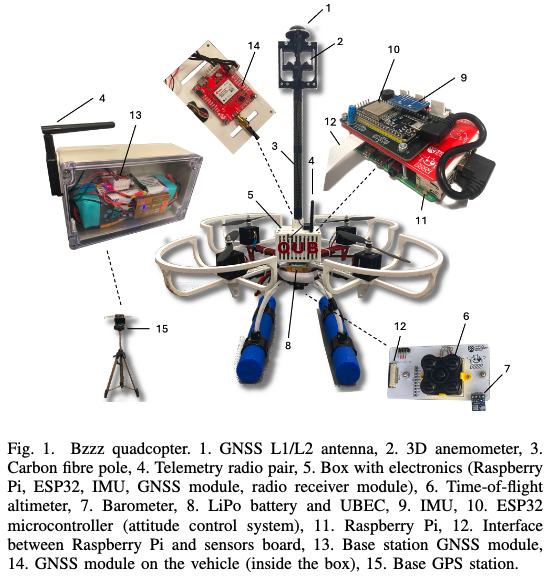 1
14
2
10
9
4
13
12
3
4
11
5
QUB
15
8
12
6
7
Fig. 1. Bzzz quadcopter. 1. GNSS L1/L2 antenna, 2. 3D anemometer, 3.
Carbon fibre pole, 4. Telemetry radio pair, 5. Box with electronics (Raspberry
Pi, ESP32, IMU, GNSS module, radio receiver module), 6. Time-of-flight
altimeter, 7. Barometer, 8. LiPo battery and UBEC, 9. IMU, 10. ESP32
microcontroller (attitude control system), 11. Raspberry Pi, 12. Interface
between Raspberry Pi and sensors board, 13. Base station GNSS module,
14. GNSS module on the vehicle (inside the box), 15. Base GPS station.